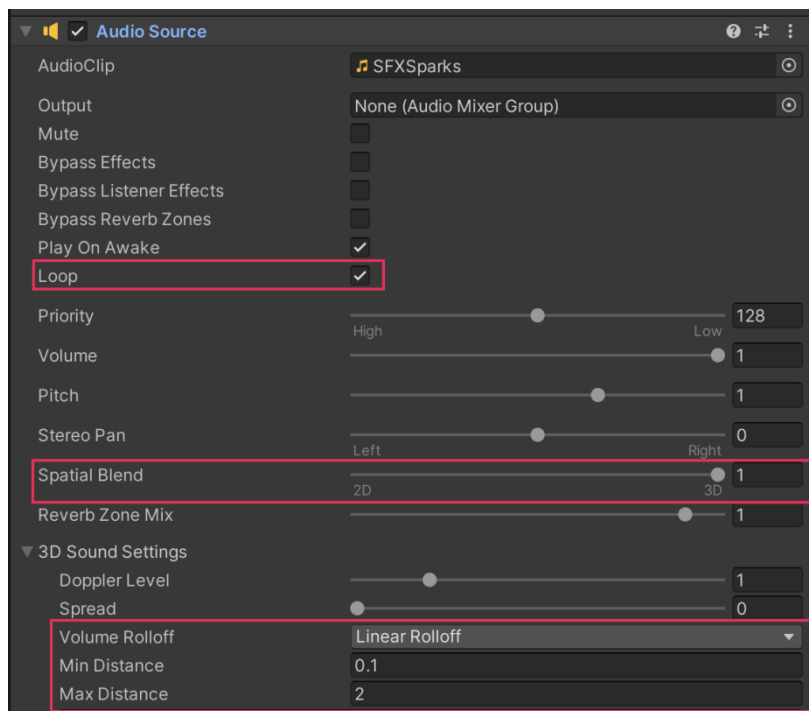 Audio Source
AudioClip SFXSparks
Output None (Audio Mixer Group)
Mute
Bypass Effects
Bypass Listener Effects
Bypass Reverb Zones
Play On Awake
Loop
Priority 128
High Low
Volume 1
Pitch 1
Stereo Pan 0
Left Right
Spatial Blend 1
2D 3D
Reverb Zone Mix 1
3D Sound Settings
Doppler Level 1
Spread 0
Volume Rolloff Linear Rolloff
Min Distance 0.1
Max Distance 2